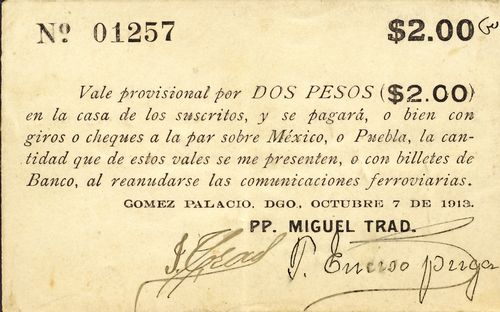 Nº 01257 $2.00
Vale provisional por DOS PESOS ($2.00)
en la casa de los suscritos, y se pagará, o bien con
giros o cheques a la par sobre México, o Puebla, la can-
tidad que de estos vales se me presenten, o con billetes de
Banco, al reanudarse las comunicaciones ferroviarias.
GOMEZ PALACIO, DGO, OCTUBRE 7 DE 1913.
PP. MIGUEL TRAD.
J. Trad